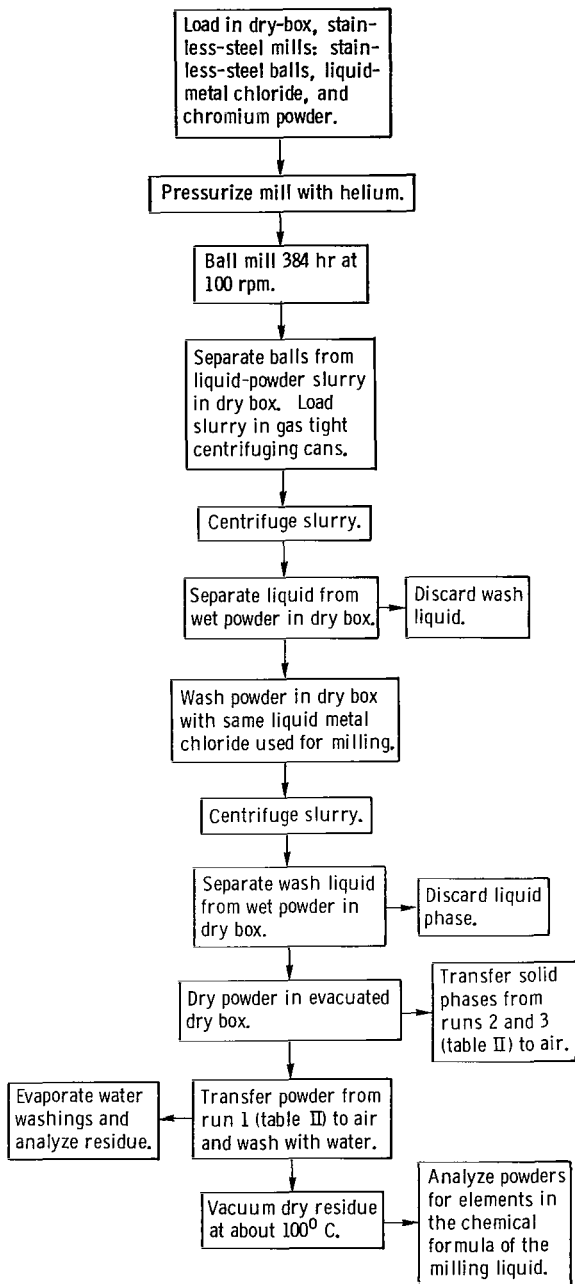 Load in dry-box, stain-
less-steel mills: stain-
less-steel balls, liquid-
metal chloride, and
chromium powder.
Pressurize mill with helium.
Ball mill 384 hr at
100 rpm.
Separate balls from
liquid-powder slurry
in dry box. Load
slurry in gas tight
centrifuging cans.
Centrifuge slurry.
Separate liquid from
wet powder in dry box.
Discard wash
liquid.
Wash powder in dry box
with same liquid metal
chloride used for milling.
Centrifuge slurry.
Separate wash liquid
from wet powder in
dry box.
Discard liquid
phase.
Dry powder in evacuated
dry box.
Transfer solid
phases from
runs 2 and 3
(table II) to air.
Evaporate water
washings and
analyze residue.
Transfer powder from
run 1 (table II) to air
and wash with water.
Vacuum dry residue
at about 100⁰ C.
Analyze powders
for elements in
the chemical
formula of the
milling liquid.